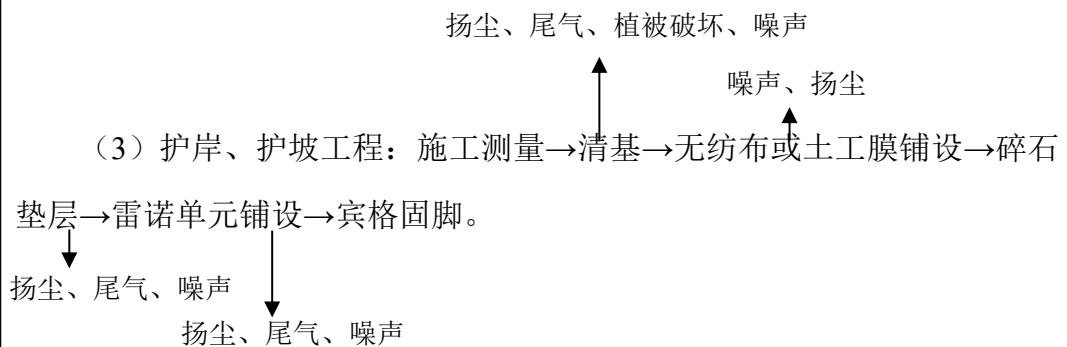 扬尘、尾气、植被破坏、噪声
噪声、扬尘
（3）护岸、护坡工程：施工测量→清基→无纺布或土工膜铺设→碎石
垫层→雷诺单元铺设→宾格固脚。
扬尘、尾气、噪声
扬尘、尾气、噪声